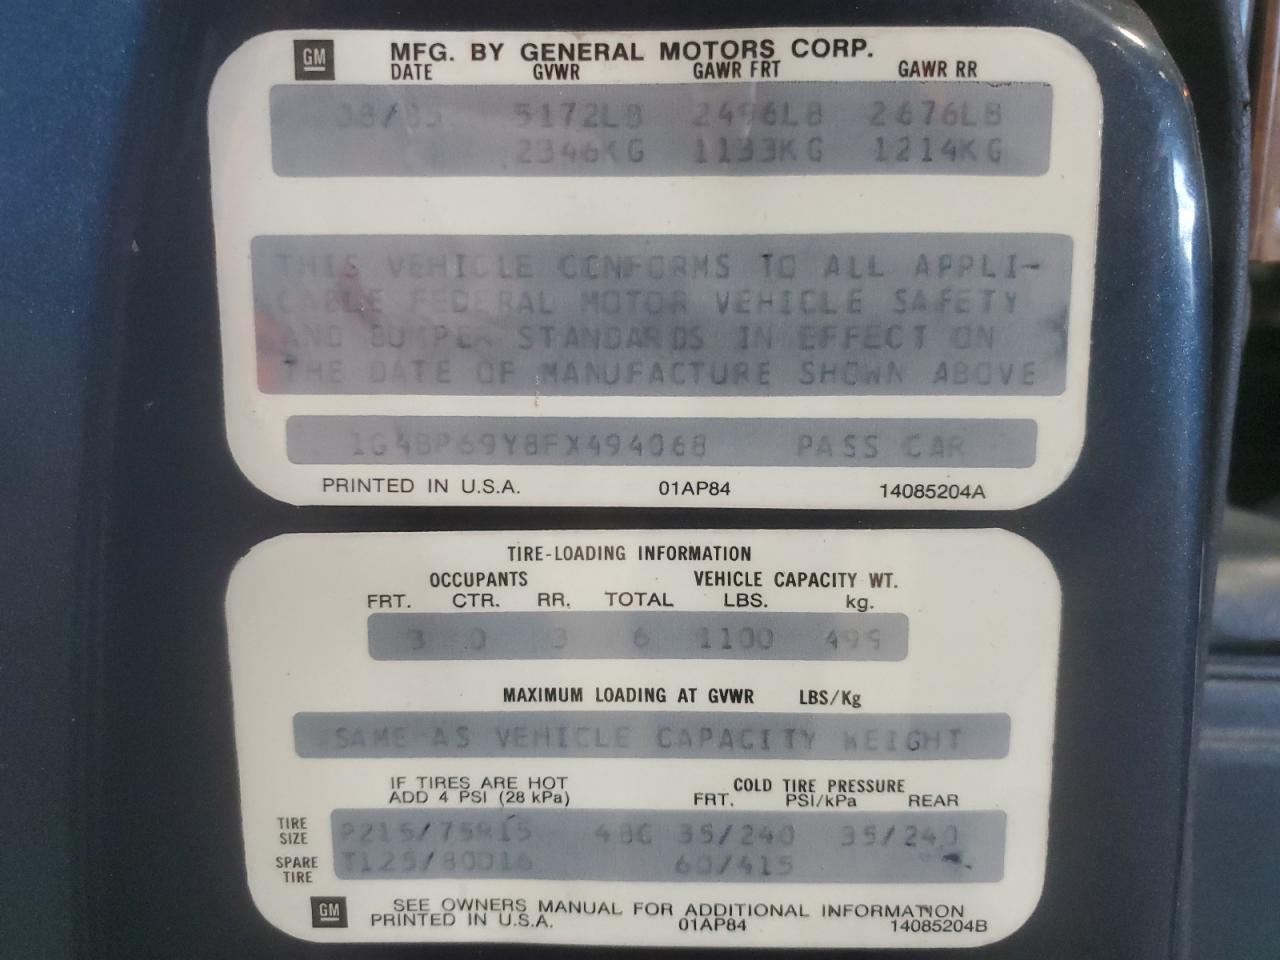 GM MFG. BY GENERAL MOTORS CORP.
DATE GVWR GAWR FRT GAWR RR
08/85 5172LB 2496LB 2676LB
2346KG 1133KG 1214KG
THIS VEHICLE CONFORMS TO ALL APPLI-
CABLE FEDERAL MOTOR VEHICLE SAFETY
AND BUMPER STANDARDS IN EFFECT ON
THE DATE OF MANUFACTURE SHOWN ABOVE
1G4BP69Y8FX494068 PASS CAR
PRINTED IN U.S.A. 01AP84 14085204A
TIRE-LOADING INFORMATION
OCCUPANTS VEHICLE CAPACITY WT.
FRT. CTR. RR. TOTAL LBS. kg.
3 0 3 6 1100 499
MAXIMUM LOADING AT GVWR LBS/Kg
SAME AS VEHICLE CAPACITY WEIGHT
IF TIRES ARE HOT COLD TIRE PRESSURE
ADD 4 PSI (28 kPa) FRT. PSI/kPa REAR
TIRE SIZE P215/75R15 35/240 35/240
SPARE TIRE T125/80D16 60/415
GM SEE OWNERS MANUAL FOR ADDITIONAL INFORMATION
PRINTED IN U.S.A. 01AP84 14085204B